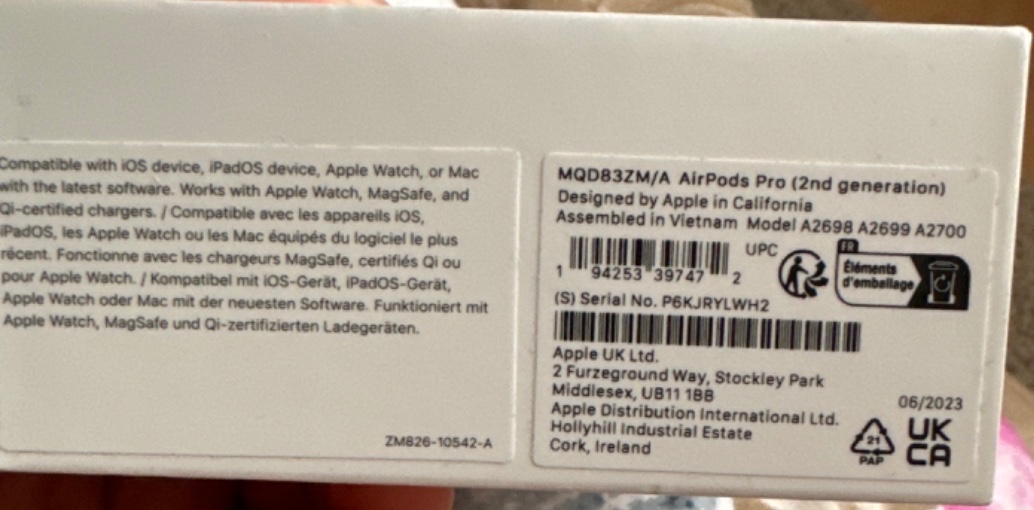 Compatible with iOS device, iPadOS device, Apple Watch, or Mac
with the latest software. Works with Apple Watch, MagSafe, and
Qi-certified chargers. / Compatible avec les appareils iOS,
iPadOS, les Apple Watch ou les Mac équipés du logiciel le plus
récent. Fonctionne avec les chargeurs MagSafe, certifiés Qi ou
pour Apple Watch. / Kompatibel mit iOS-Gerät, iPadOS-Gerät,
Apple Watch oder Mac mit der neuesten Software. Funktioniert mit
Apple Watch, MagSafe und Qi-zertifizierten Ladegeräten.
ZM826-10542-A
MQD83ZM/A AirPods Pro (2nd generation)
Designed by Apple in California
Assembled in Vietnam Model A2698 A2699 A2700
UPC
1 94253 39747 2
FR
Éléments
d'emballage
(S) Serial No. P6KJRYLWH2
Apple UK Ltd.
2 Furzeground Way, Stockley Park
Middlesex, UB11 1BB
Apple Distribution International Ltd.
Hollyhill Industrial Estate
Cork, Ireland
06/2023
21
PAP
UK
CA